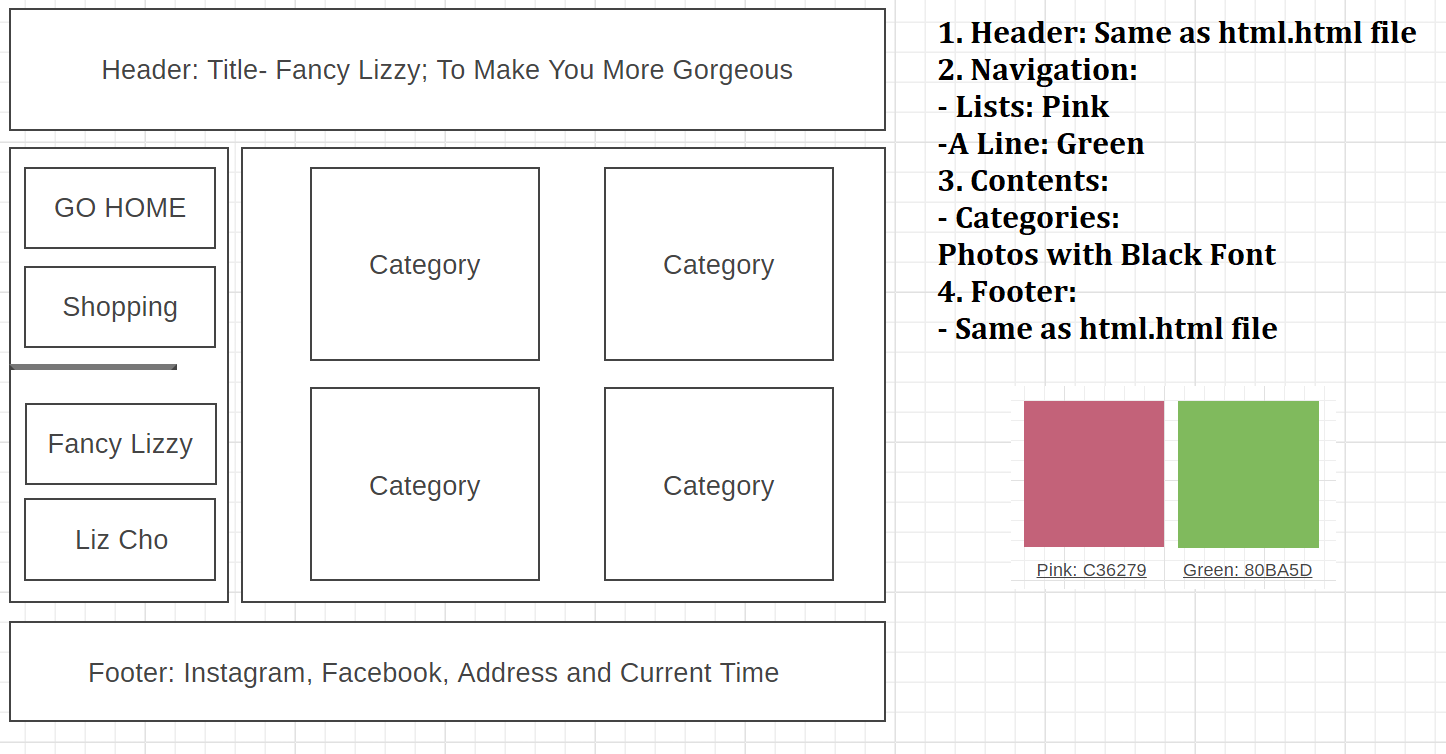 Header: Title- Fancy Lizzy; To Make You More Gorgeous
GO HOME
Shopping
Fancy Lizzy
Liz Cho
Category
Category
Category
Category
Footer: Instagram, Facebook, Address and Current Time
1. Header: Same as html.html file
2. Navigation:
- Lists: Pink
-A Line: Green
3. Contents:
- Categories:
Photos with Black Font
4. Footer:
- Same as html.html file
Pink: C36279
Green: 80BA5D